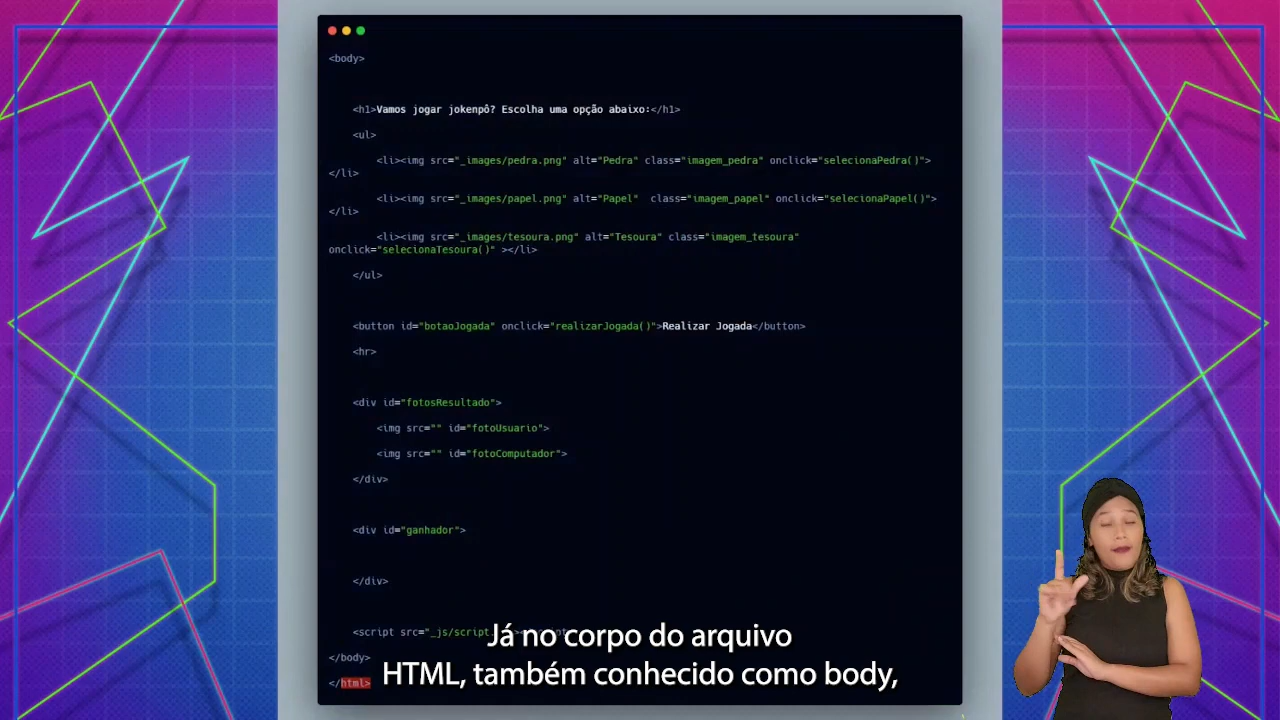 <body>
<h1>Vamos jogar jokenpô? Escolha uma opção abaixo:</h1>
<ul>
<li><img src="_images/pedra.png" alt="Pedra" class="imagem_pedra" onclick="selecionaPedra()">
</li>
<li><img src="_images/papel.png" alt="Papel"  class="imagem_papel" onclick="selecionaPapel()">
</li>
<li><img src="_images/tesoura.png" alt="Tesoura" class="imagem_tesoura"
onclick="selecionaTesoura()" ></li>
</ul>
<button id="botaoJogada" onclick="realizarJogada()">Realizar Jogada</button>
<hr>
<div id="fotosResultado">
<img src="" id="fotoUsuario">
<img src="" id="fotoComputador">
</div>
<div id="ganhador">
</div>
<script src="_js/script
</body>
</html>
Já no corpo do arquivo
HTML, também conhecido como body,